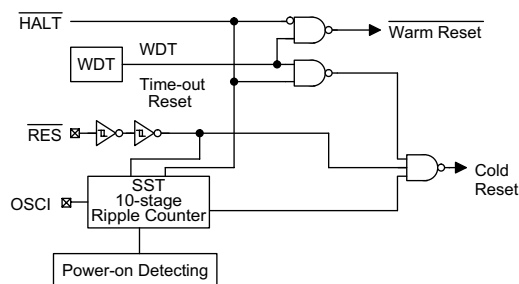 HALT
Warm Reset
WDT
WDT
Time-out
Reset
RES
Cold
Reset
SST
10-stage
Ripple Counter
OSCI
Power-on Detecting